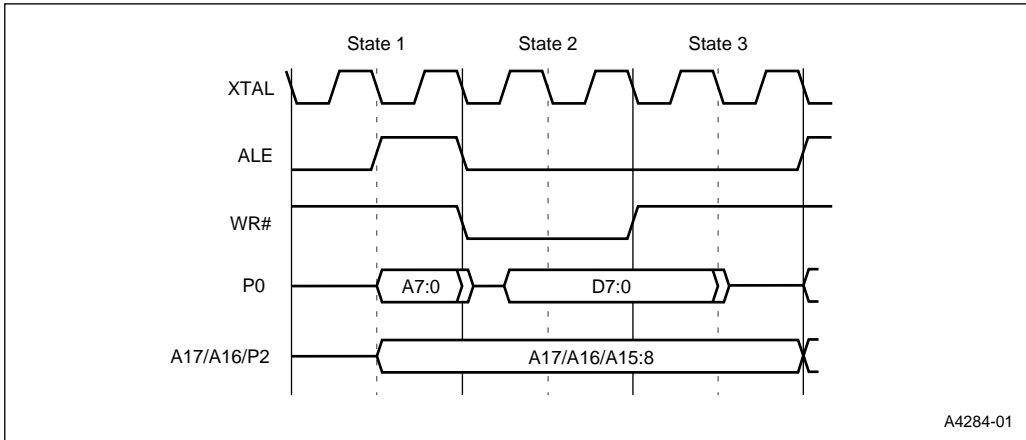 State 1 State 2 State 3
XTAL
ALE
WR#
P0 A7:0 D7:0
A17/A16/P2 A17/A16/A15:8
A4284-01